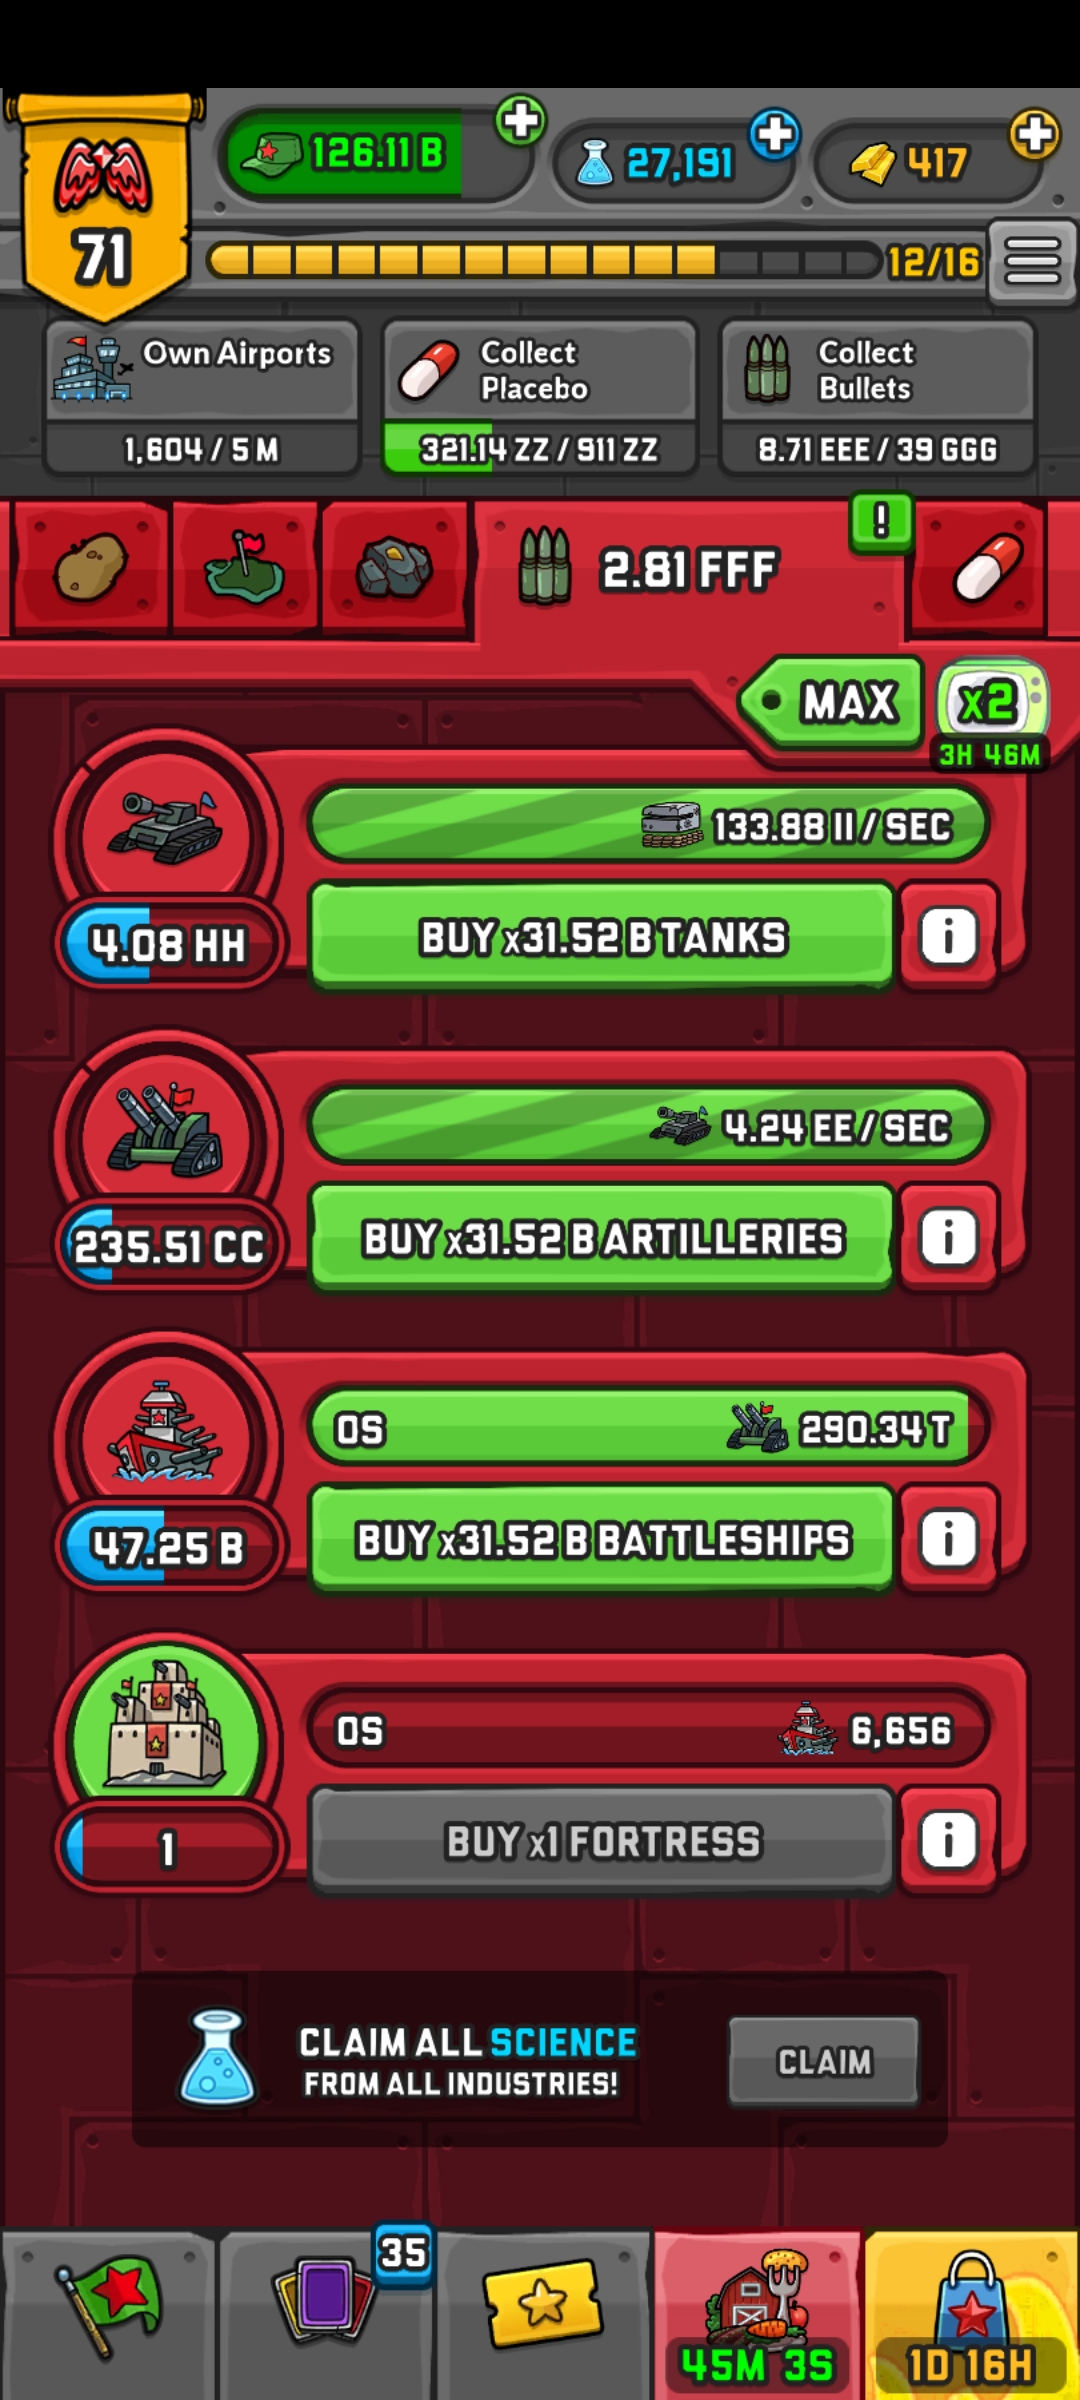 126.11 B
27,191
417
71
12/16
Own Airports
1,604 / 5 M
Collect
Placebo
321.14 ZZ / 911 ZZ
Collect
Bullets
8.71 EEE / 39 GGG
2.81 FFF
!
MAX
x2
3H 46M
133.88 II / SEC
4.08 HH
BUY x31.52 B TANKS
i
4.24 EE / SEC
235.51 CC
BUY x31.52 B ARTILLERIES
i
0S
290.34 T
47.25 B
BUY x31.52 B BATTLESHIPS
i
0S
6,656
1
BUY x1 FORTRESS
i
CLAIM ALL SCIENCE
FROM ALL INDUSTRIES!
CLAIM
35
45M 3S
1D 16H